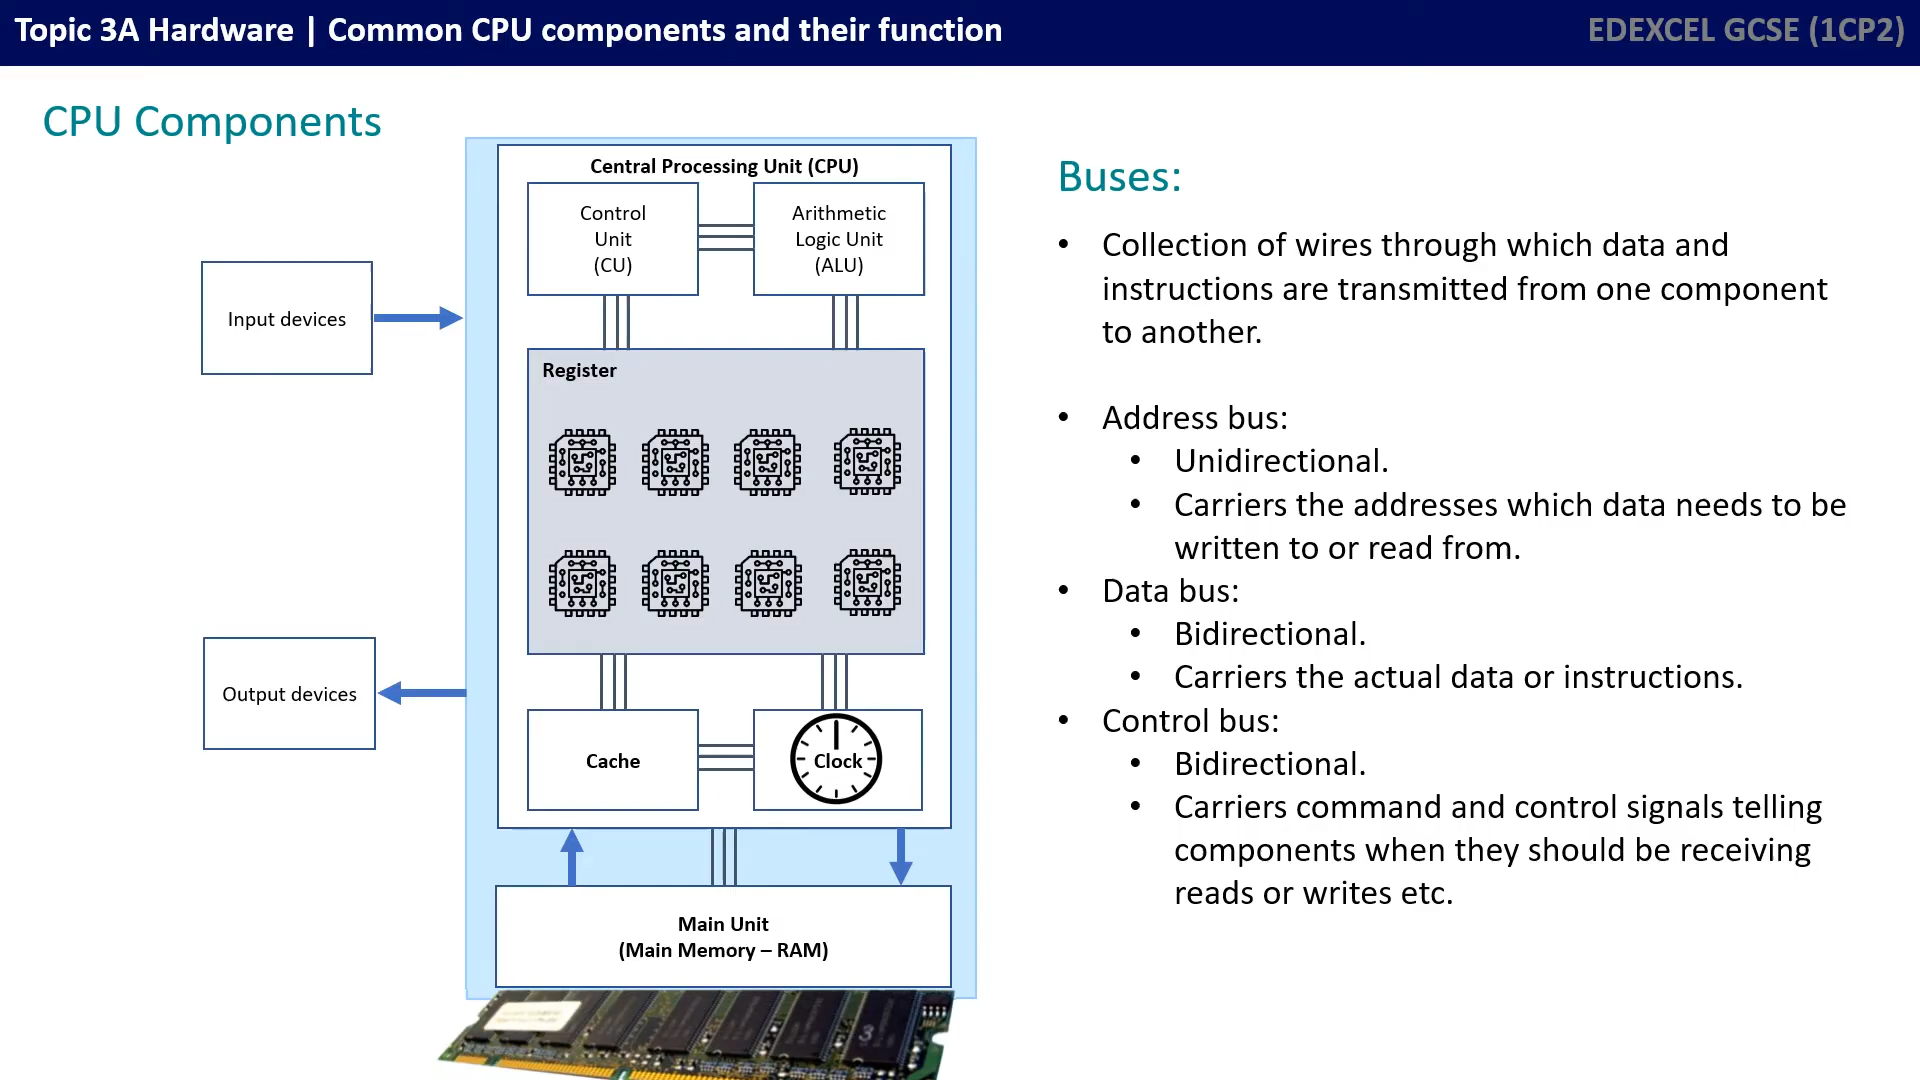 Topic 3A Hardware | Common CPU components and their function
EDEXCEL GCSE (1CP2)
CPU Components
Central Processing Unit (CPU)
Control
Unit
(CU)
Arithmetic
Logic Unit
(ALU)
Input devices
Register
Output devices
Cache
Clock
Main Unit
(Main Memory – RAM)
Buses:
• Collection of wires through which data and
instructions are transmitted from one component
to another.
• Address bus:
• Unidirectional.
• Carriers the addresses which data needs to be
written to or read from.
• Data bus:
• Bidirectional.
• Carriers the actual data or instructions.
• Control bus:
• Bidirectional.
• Carriers command and control signals telling
components when they should be receiving
reads or writes etc.